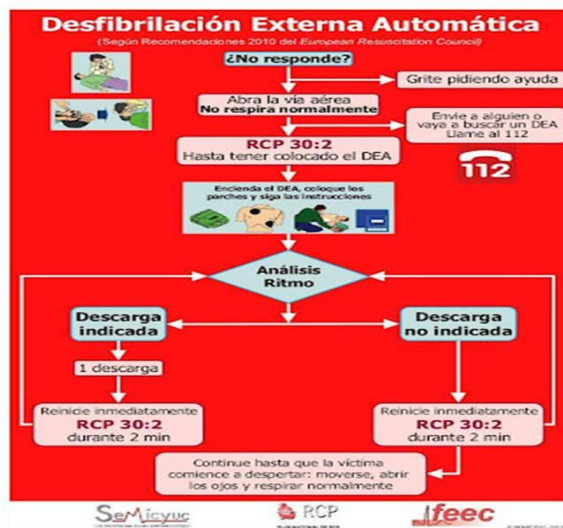 Desfibrilación Externa Automática
(Según Recomendaciones 2010 del European Resuscitation Council)
¿No responde?
Grite pidiendo ayuda
Abra la vía aérea
No respira normalmente
Envíe a alguien o
vaya a buscar un DEA
Llame al 112
RCP 30:2
Hasta tener colocado el DEA
112
Encienda el DEA, coloque los
parches y siga las instrucciones
Análisis
Ritmo
Descarga
indicada
Descarga
no indicada
1 descarga
Reinicie inmediatamente
RCP 30:2
durante 2 min
Reinicie inmediatamente
RCP 30:2
durante 2 min
Continue hasta que la víctima
comience a despertar: moverse, abrir
los ojos y respirar normalmente
SeMicyuc
RCP
feec